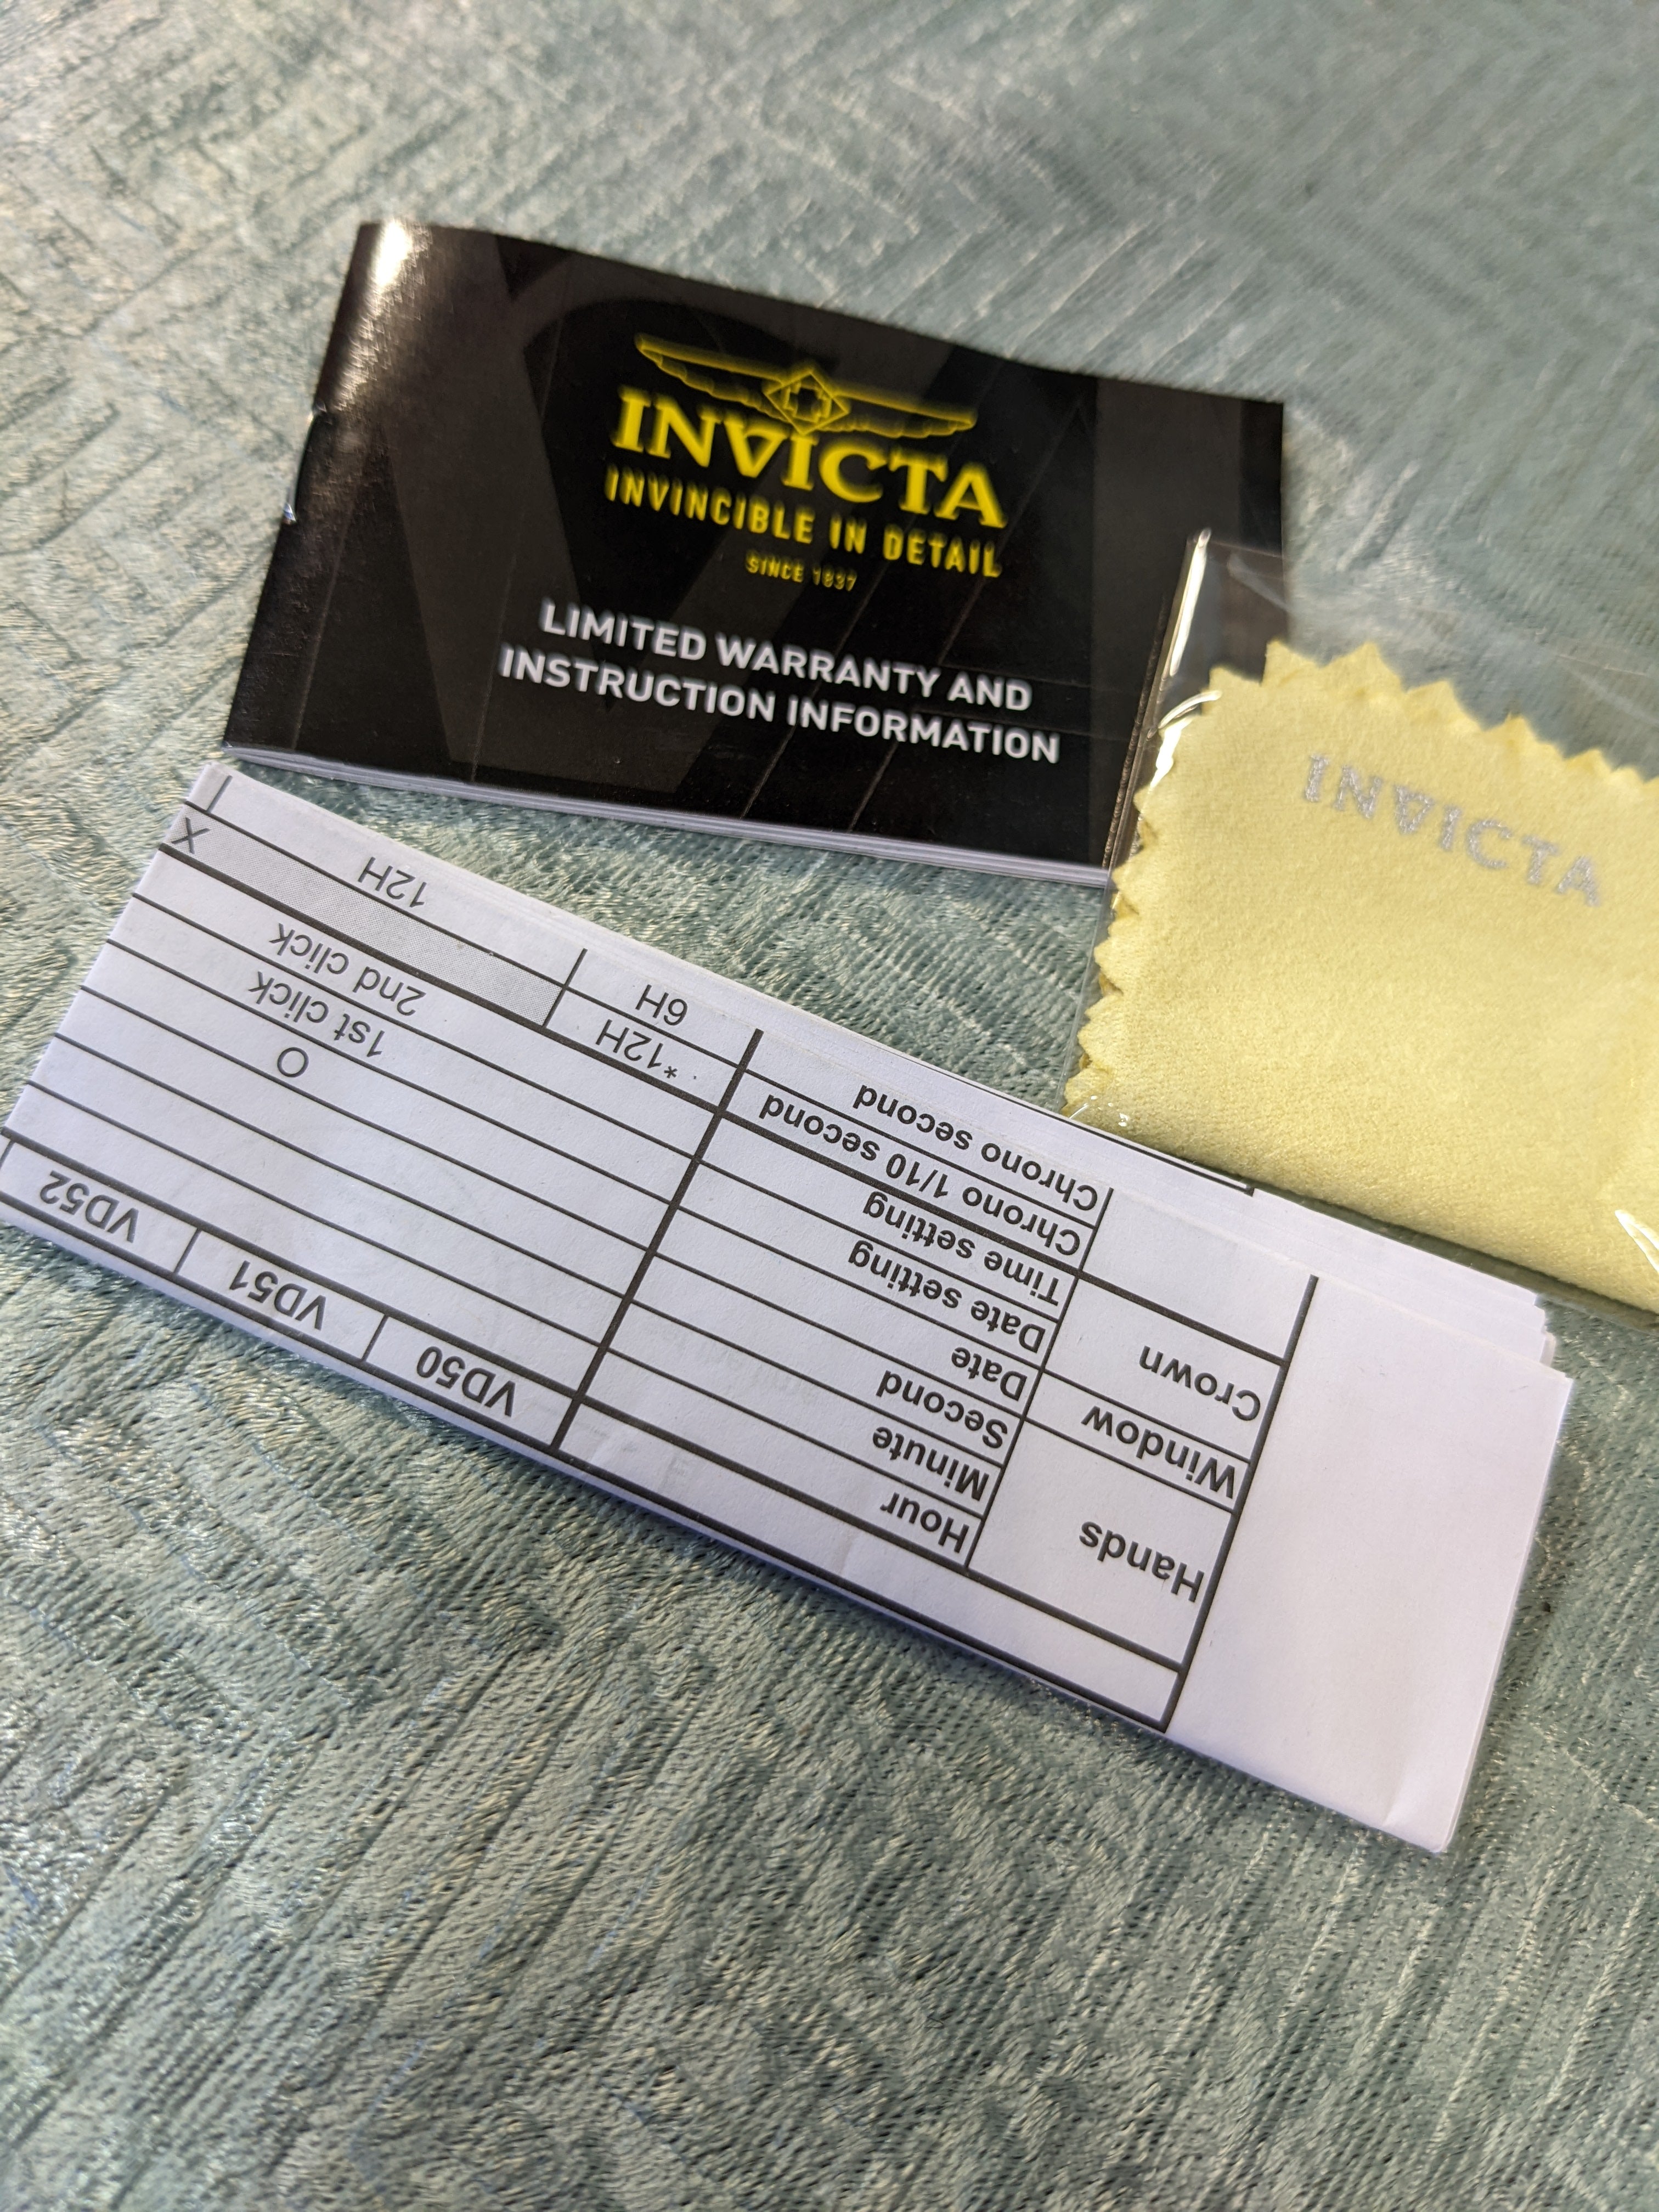 INVICTA
INVINCIBLE IN DETAIL
SINCE 1837
LIMITED WARRANTY AND
INSTRUCTION INFORMATION
INVICTA
VD50 VD51 VD52
Hands Hour
Minute
Second O
Window Date
Crown Date setting 1st click
Time setting 2nd click
Chrono 1/10 second *12H X
Chrono second 6H 12H